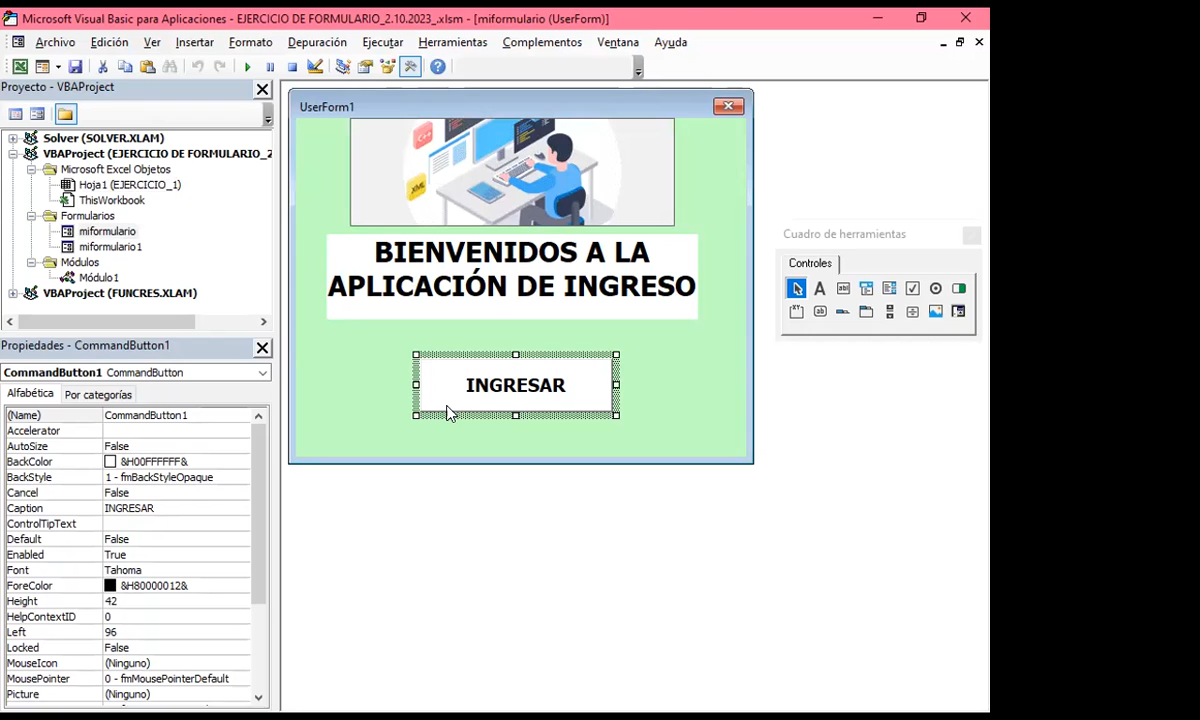 Microsoft Visual Basic para Aplicaciones - EJERCICIO DE FORMULARIO_2.10.2023_.xlsm - [miformulario (UserForm)]
Archivo Edición Ver Insertar Formato Depuración Ejecutar Herramientas Complementos Ventana Ayuda
Proyecto - VBAProject
Solver (SOLVER.XLAM)
VBAProject (EJERCICIO DE FORMULARIO_2
Microsoft Excel Objetos
Hoja1 (EJERCICIO_1)
ThisWorkbook
Formularios
miformulario
miformulario1
Módulos
Módulo1
VBAProject (FUNCRES.XLAM)
Propiedades - CommandButton1
CommandButton1 CommandButton
Alfabética Por categorías
(Name) CommandButton1
Accelerator
AutoSize False
BackColor &H00FFFFFF&
BackStyle 1 - fmBackStyleOpaque
Cancel False
Caption INGRESAR
ControlTipText
Default False
Enabled True
Font Tahoma
ForeColor &H80000012&
Height 42
HelpContextID 0
Left 96
Locked False
MouseIcon (Ninguno)
MousePointer 0 - fmMousePointerDefault
Picture (Ninguno)
UserForm1
C++
XML
BIENVENIDOS A LA
APLICACIÓN DE INGRESO
INGRESAR
Cuadro de herramientas
Controles